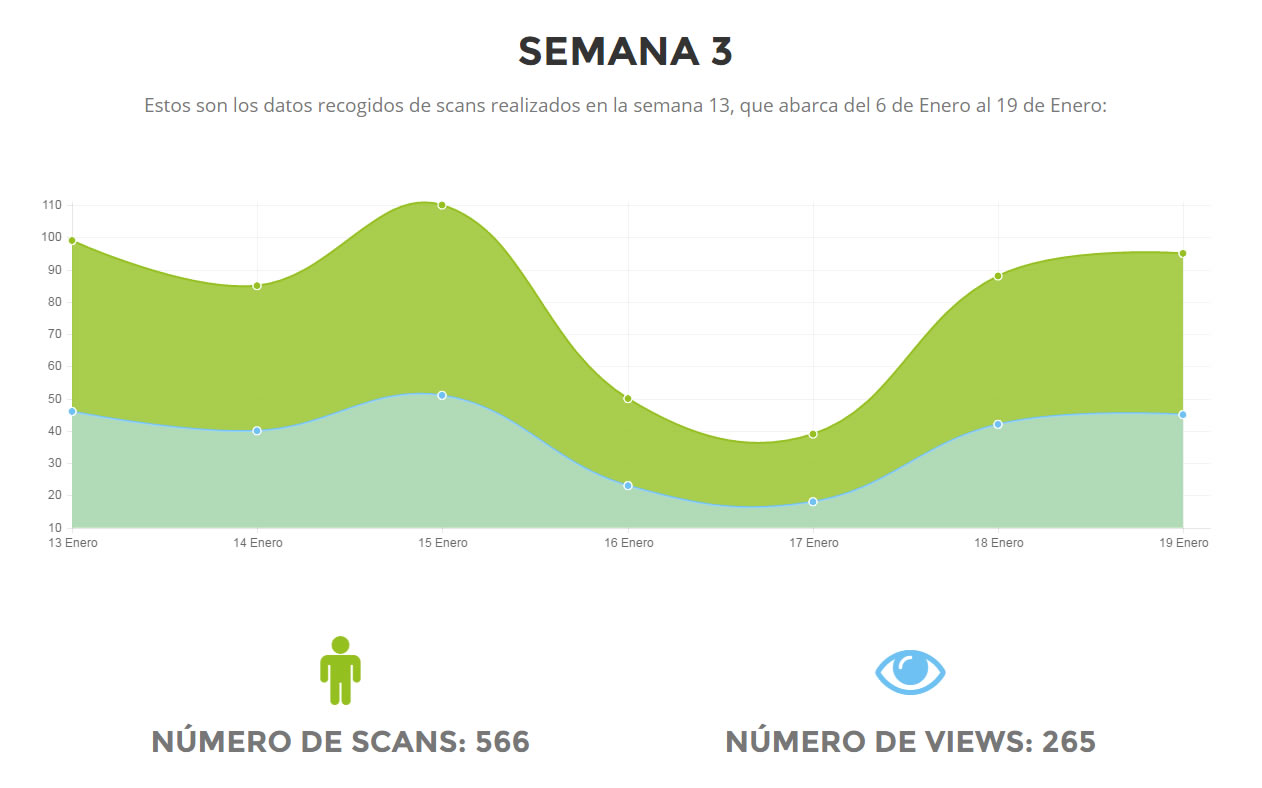 SEMANA 3
Estos son los datos recogidos de scans realizados en la semana 13, que abarca del 6 de Enero al 19 de Enero:
110
100
90
80
70
60
50
40
30
20
10
13 Enero 14 Enero 15 Enero 16 Enero 17 Enero 18 Enero 19 Enero
NÚMERO DE SCANS: 566 NÚMERO DE VIEWS: 265